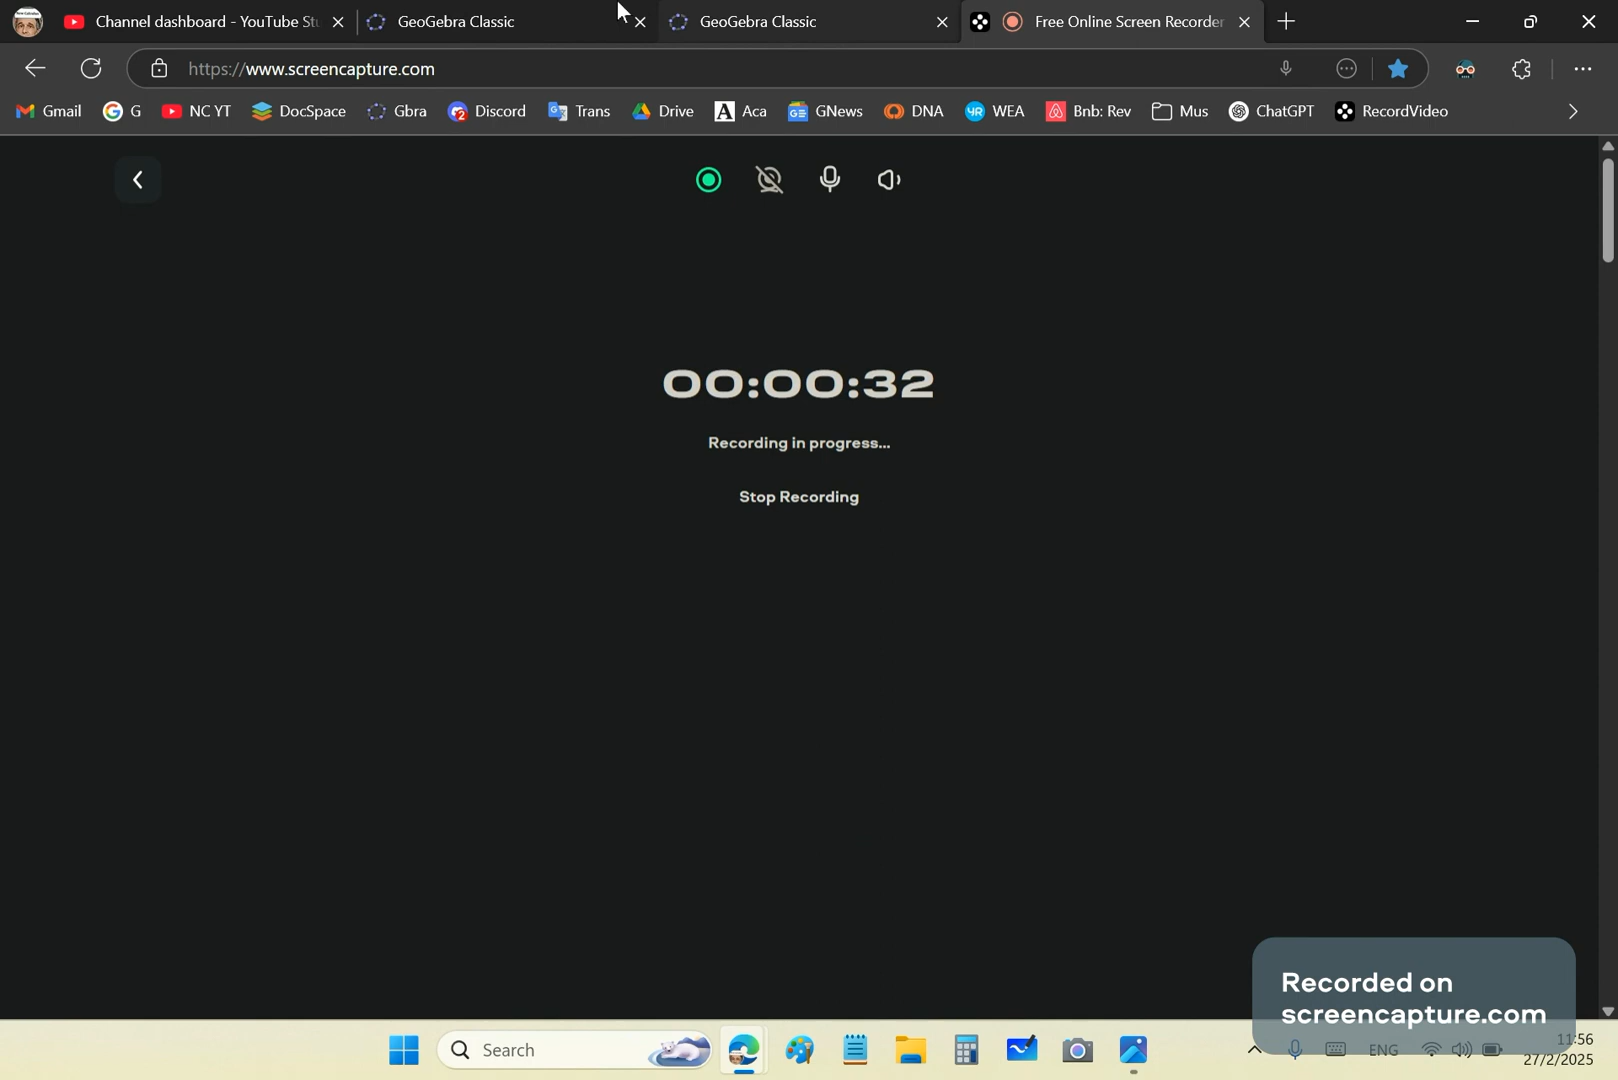 Channel dashboard - YouTube Stu
GeoGebra Classic
GeoGebra Classic
Free Online Screen Recorder
https://www.screencapture.com
Gmail
G
NC YT
DocSpace
Gbra
Discord
Trans
Drive
Aca
GNews
DNA
WEA
Bnb: Rev
Mus
ChatGPT
RecordVideo
00:00:32
Recording in progress...
Stop Recording
Recorded on
screencapture.com
Search
ENG
11:56
27/2/2025